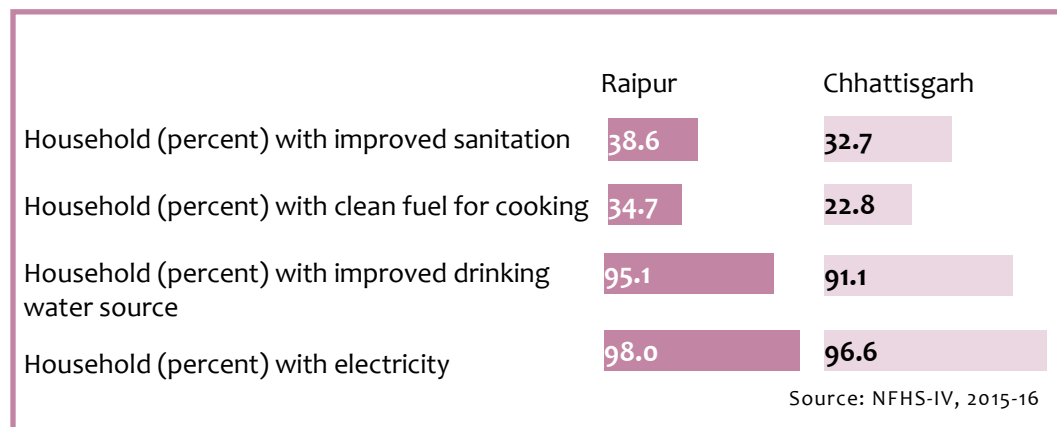 Raipur Chhattisgarh
Household (percent) with improved sanitation 38.6 32.7
Household (percent) with clean fuel for cooking 34.7 22.8
Household (percent) with improved drinking
water source 95.1 91.1
Household (percent) with electricity 98.0 96.6
Source: NFHS-IV, 2015-16